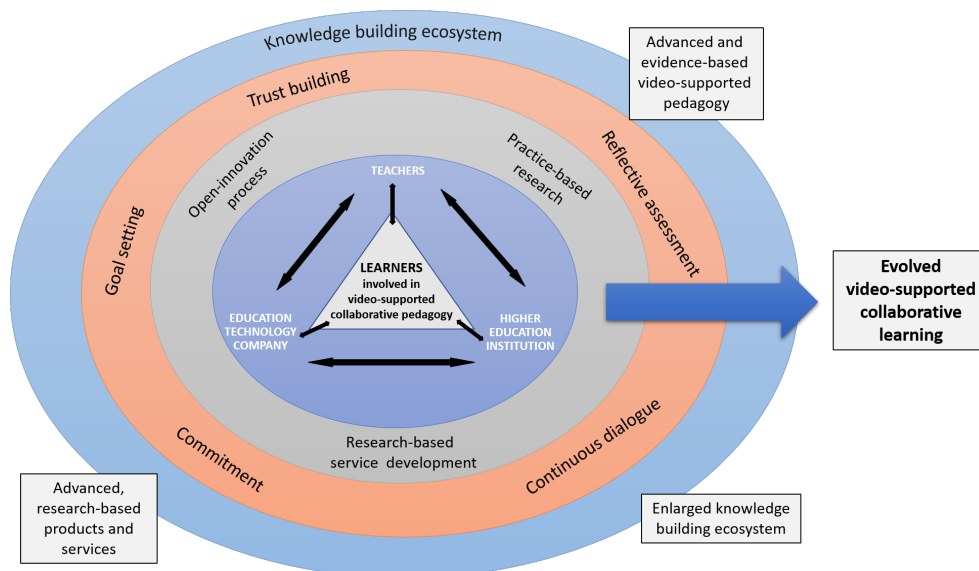 Knowledge building ecosystem
Advanced and
evidence-based
video-supported
pedagogy
Trust building
Open-innovation
process
Practice-based
research
Reflective assessment
Goal setting
TEACHERS
LEARNERS
involved in
video-supported
collaborative pedagogy
EDUCATION
TECHNOLOGY
COMPANY
HIGHER
EDUCATION
INSTITUTION
Evolved
video-supported
collaborative
learning
Research-based
service development
Commitment
Continuous dialogue
Advanced,
research-based
products and
services
Enlarged knowledge
building ecosystem